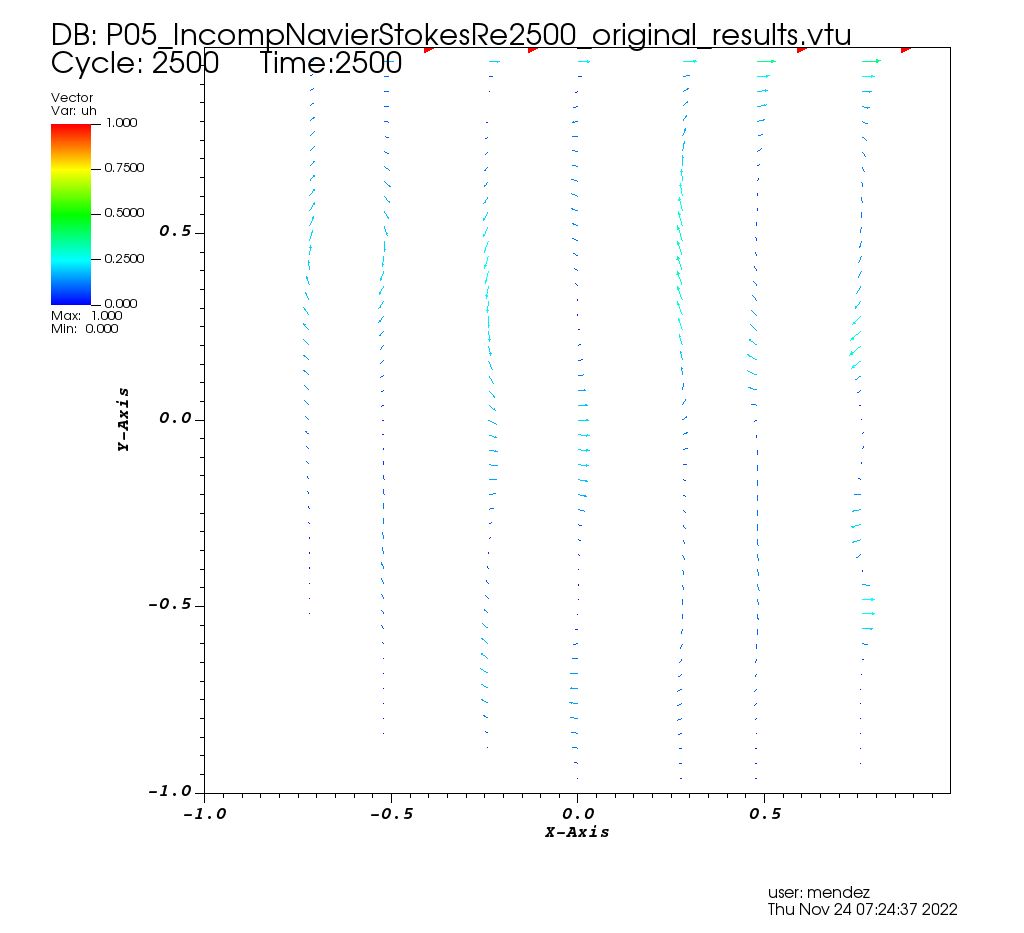 DB: P05_IncompNavierStokesRe2500_original_results.vtu
Cycle: 2500 Time:2500
Vector
Var: uh
1.000
0.7500
0.5000
0.2500
0.000
Max: 1.000
Min: 0.000
0.5
0.0
-0.5
-1.0
Y-Axis
-1.0 -0.5 0.0 0.5
X-Axis
user: mendez
Thu Nov 24 07:24:37 2022